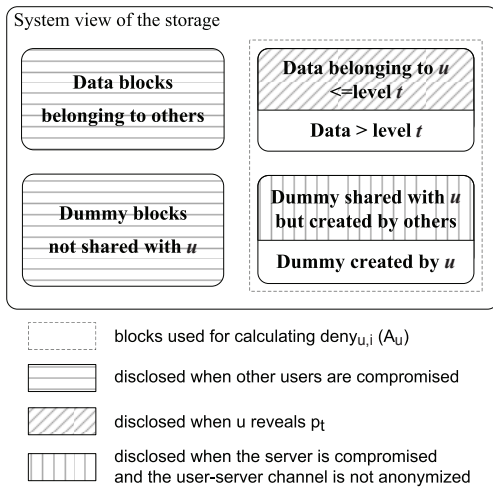 System view of the storage
Data blocks
belonging to others
Data belonging to u
<=level t
Data > level t
Dummy blocks
not shared with u
Dummy shared with u
but created by others
Dummy created by u
blocks used for calculating deny_{u,i} (A_u)
disclosed when other users are compromised
disclosed when u reveals p_t
disclosed when the server is compromised
and the user-server channel is not anonymized